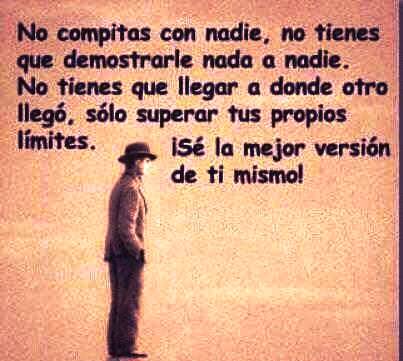 No compitas con nadie, no tienes
que demostrarle nada a nadie.
No tienes que llegar a donde otro
llegó, sólo superar tus propios
límites.
¡Sé la mejor versión
de ti mismo!